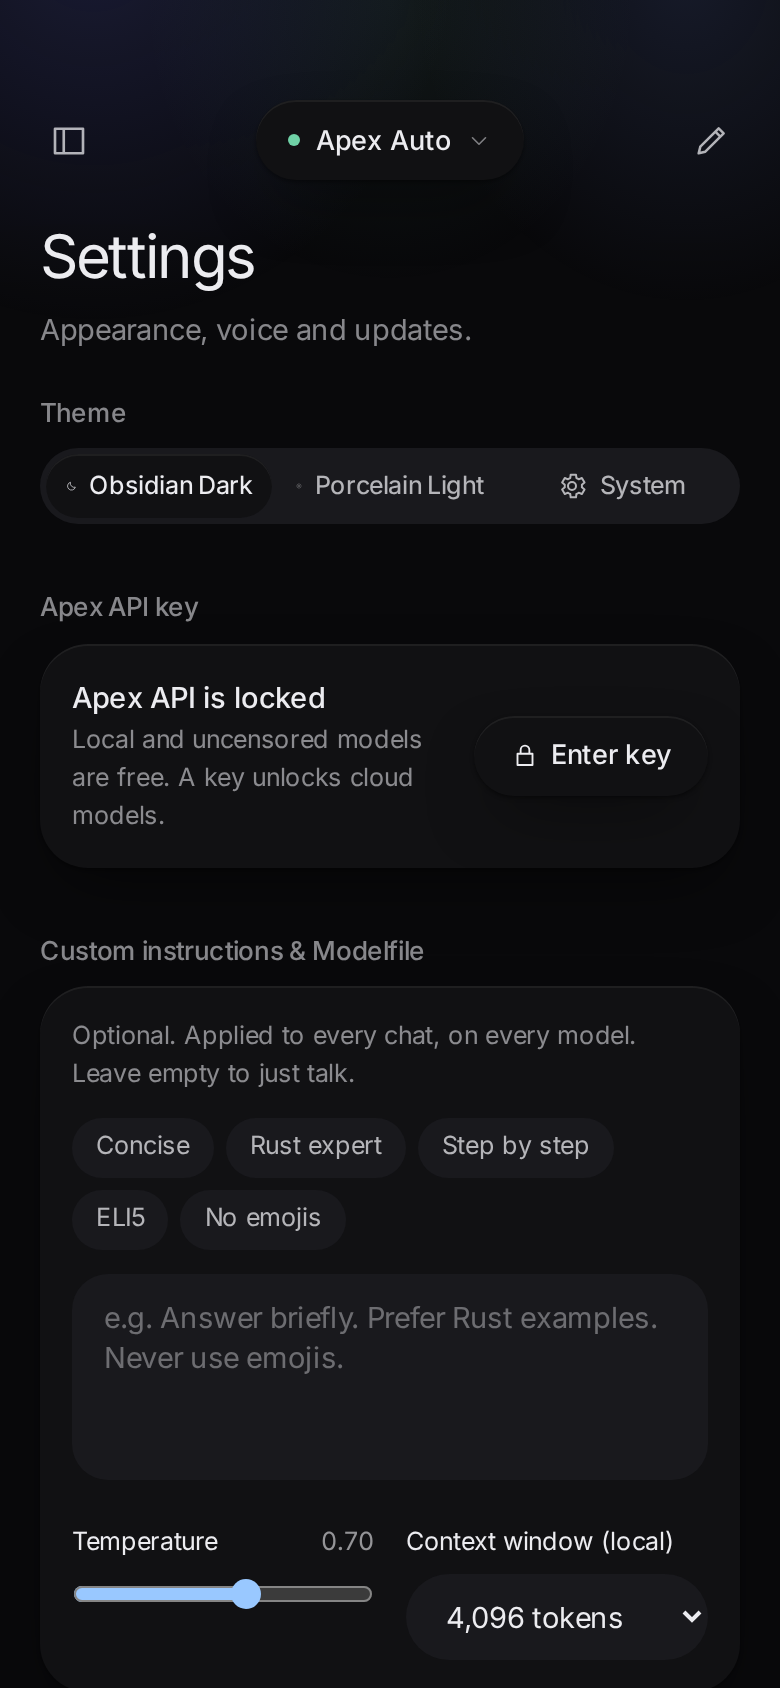 Apex Auto
Settings
Appearance, voice and updates.
Theme
Obsidian Dark
Porcelain Light
System
Apex API key
Apex API is locked
Local and uncensored models
are free. A key unlocks cloud
models.
Enter key
Custom instructions & Modelfile
Optional. Applied to every chat, on every model.
Leave empty to just talk.
Concise
Rust expert
Step by step
ELI5
No emojis
e.g. Answer briefly. Prefer Rust examples.
Never use emojis.
Temperature
0.70
Context window (local)
4,096 tokens